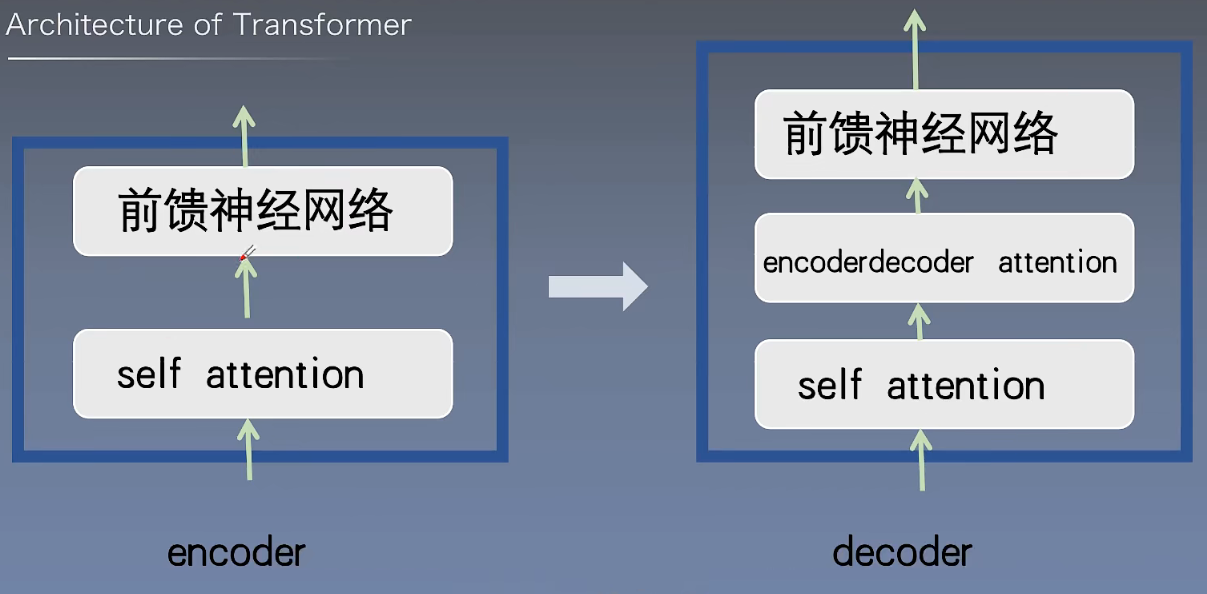 Architecture of Transformer
前馈神经网络
self attention
encoder
前馈神经网络
encoderdecoder attention
self attention
decoder